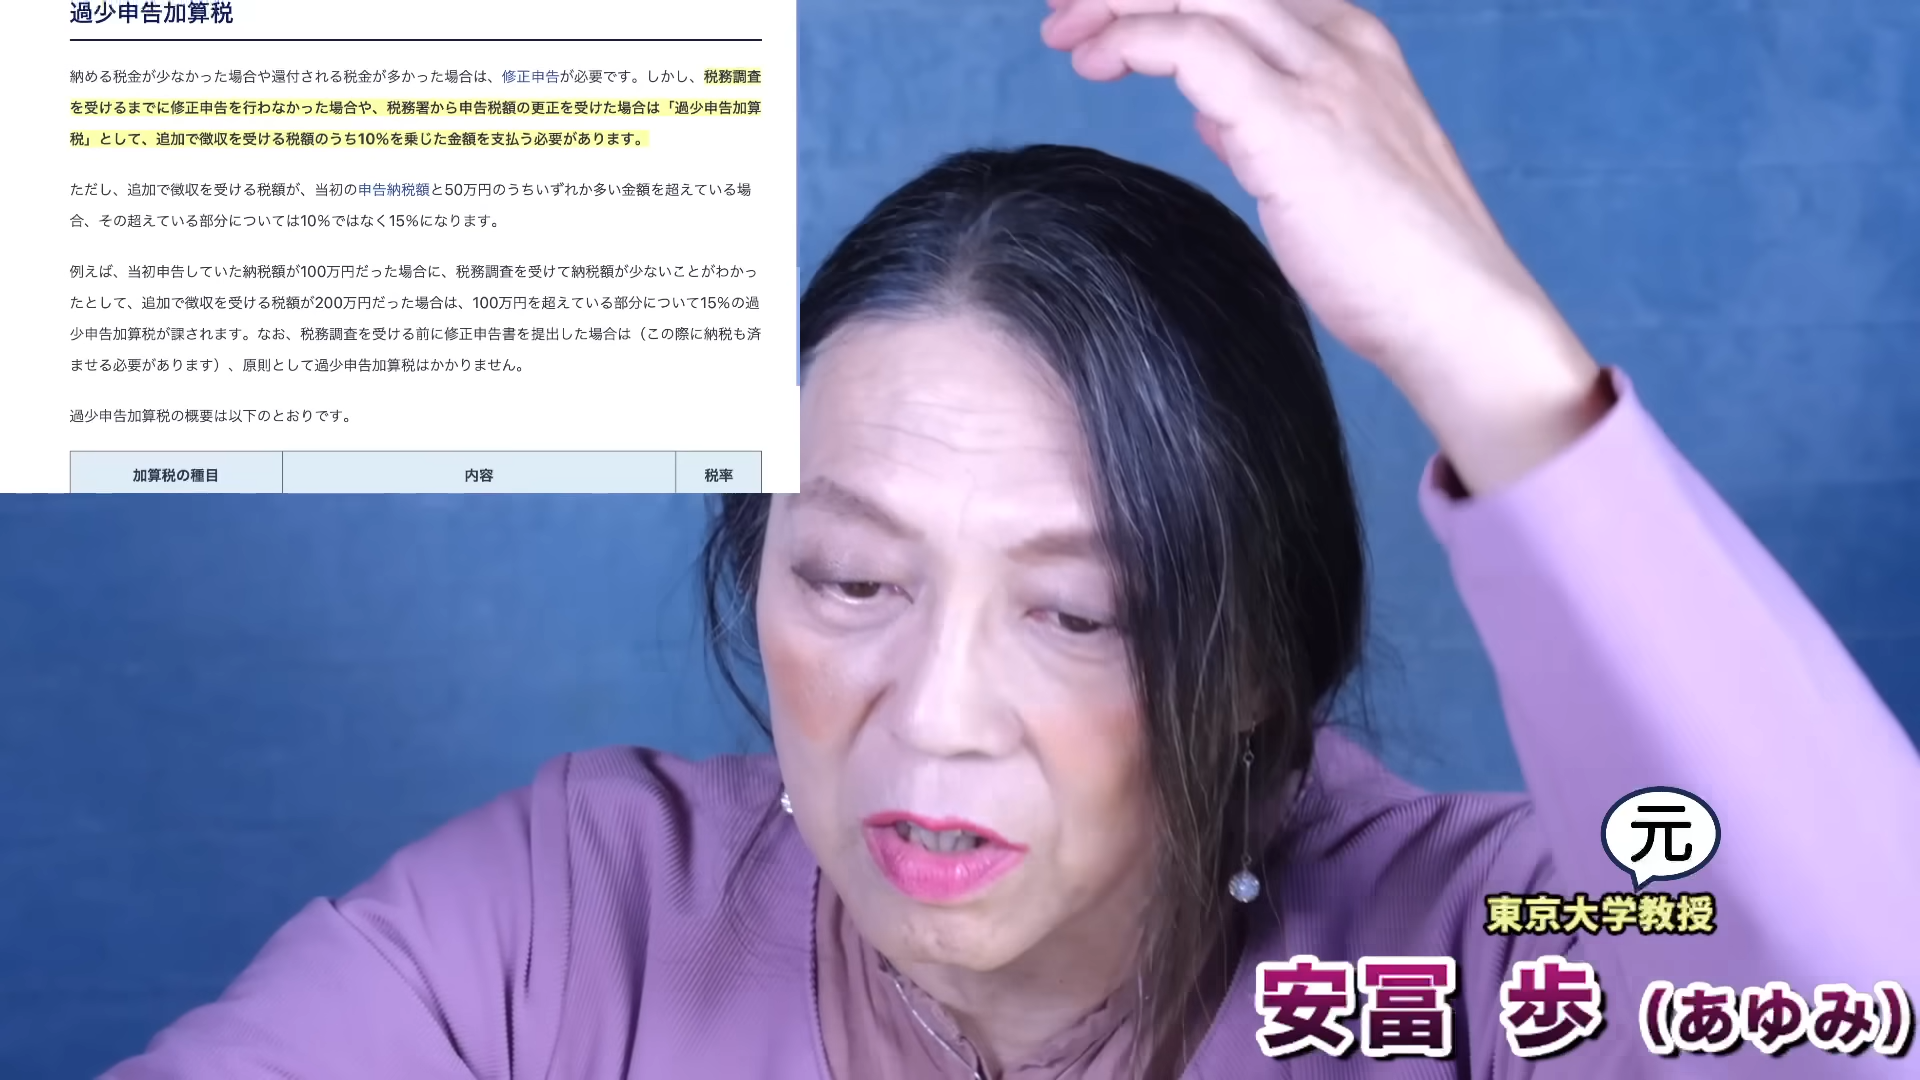 過少申告加算税
納める税金が少なかった場合や還付される税金が多かった場合は、修正申告が必要です。しかし、税務調査
を受けるまでに修正申告を行わなかった場合や、税務署から申告税額の更正を受けた場合は「過少申告加算
税」として、追加で徴収を受ける税額のうち10%を乗じた金額を支払う必要があります。
ただし、追加で徴収を受ける税額が、当初の申告納税額と50万円のうちいずれか多い金額を超えている場
合、その超えている部分については10%ではなく15%になります。
例えば、当初申告していた納税額が100万円だった場合に、税務調査を受けて納税額が少ないことがわかっ
たとして、追加で徴収を受ける税額が200万円だった場合は、100万円を超えている部分について15%の過
少申告加算税が課されます。なお、税務調査を受ける前に修正申告書を提出した場合は（この際に納税も済
ませる必要があります）、原則として過少申告加算税はかかりません。
過少申告加算税の概要は以下のとおりです。
加算税の種目 内容 税率
元
東京大学教授
安冨 歩 (あゆみ)